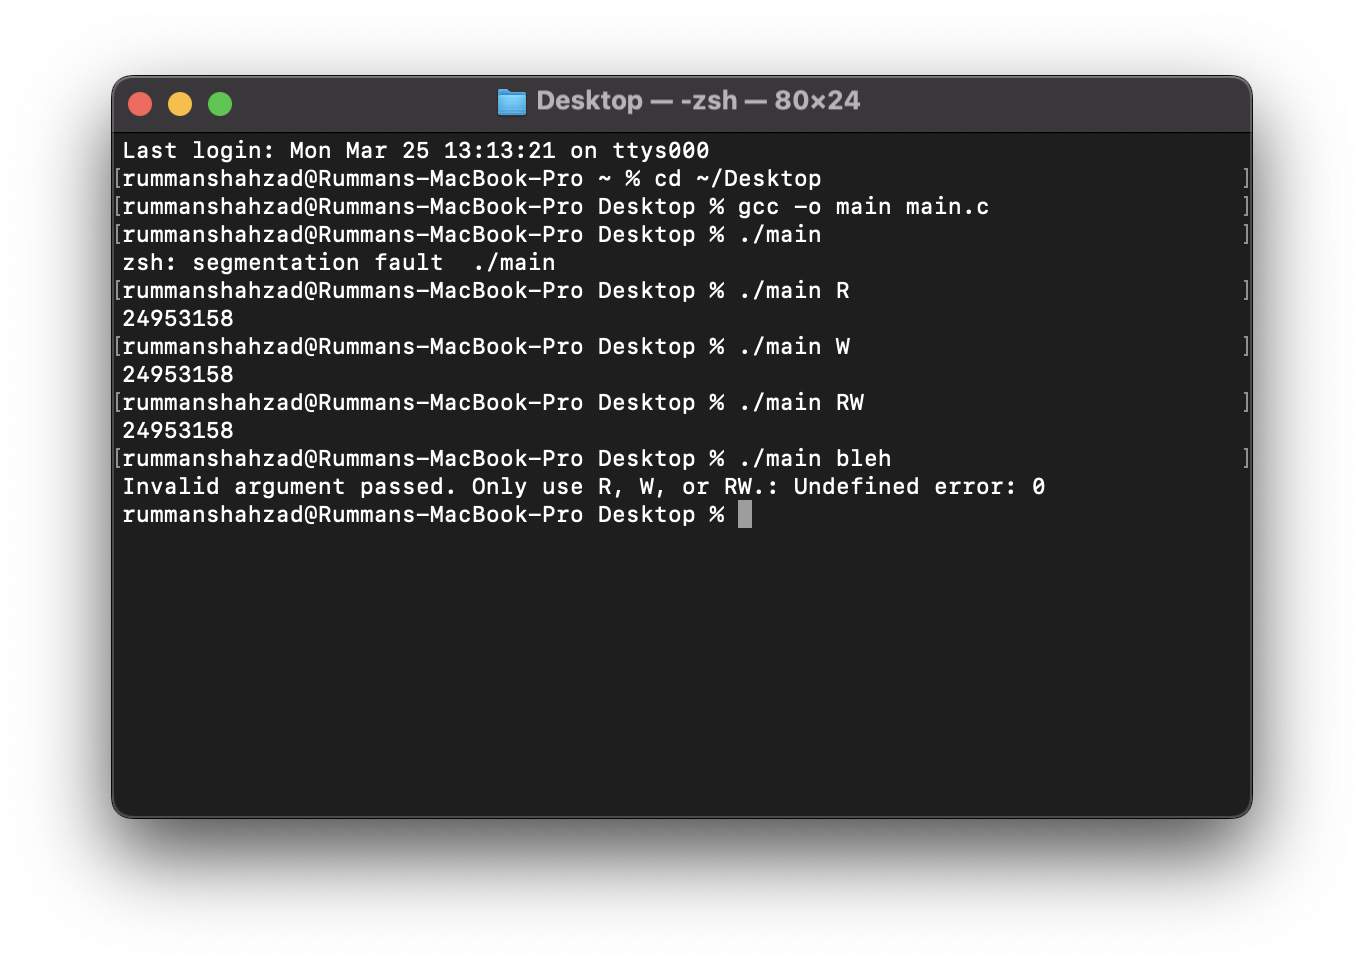 Desktop — -zsh — 80×24
Last login: Mon Mar 25 13:13:21 on ttys000
[rummanshahzad@Rummans-MacBook-Pro ~ % cd ~/Desktop ]
[rummanshahzad@Rummans-MacBook-Pro Desktop % gcc -o main main.c ]
[rummanshahzad@Rummans-MacBook-Pro Desktop % ./main ]
zsh: segmentation fault  ./main
[rummanshahzad@Rummans-MacBook-Pro Desktop % ./main R ]
24953158
[rummanshahzad@Rummans-MacBook-Pro Desktop % ./main W ]
24953158
[rummanshahzad@Rummans-MacBook-Pro Desktop % ./main RW ]
24953158
[rummanshahzad@Rummans-MacBook-Pro Desktop % ./main bleh ]
Invalid argument passed. Only use R, W, or RW.: Undefined error: 0
rummanshahzad@Rummans-MacBook-Pro Desktop %